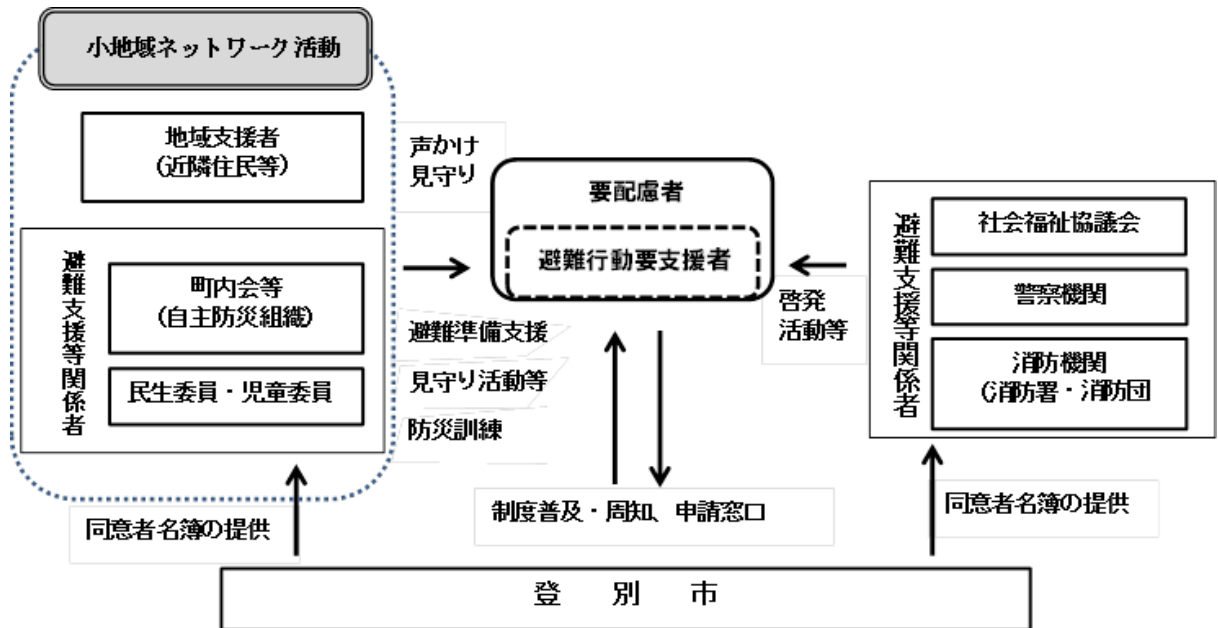 小地域ネットワーク活動
地域支援者
(近隣住民等)
声かけ
見守り
避難支援等関係者
町内会等
(自主防災組織)
民生委員・児童委員
要配慮者
避難行動要支援者
避難準備支援
見守り活動等
防災訓練
啓発
活動等
避難支援等関係者
社会福祉協議会
警察機関
消防機関
(消防署・消防団
同意者名簿の提供
制度普及・周知、申請窓口
同意者名簿の提供
登 別 市